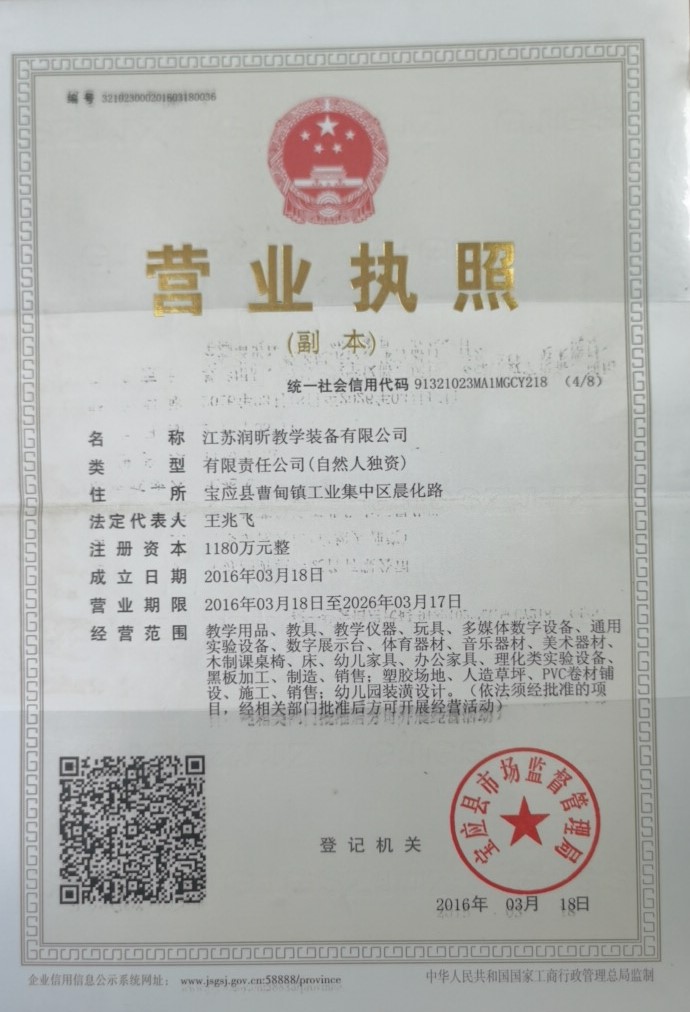 编 号 321023000201603180036
营业执照
(副 本)
统一社会信用代码 91321023MA1MGCY218 (4/8)
名 称 江苏润昕教学装备有限公司
类 型 有限责任公司(自然人独资)
住 所 宝应县曹甸镇工业集中区晨化路
法定代表人 王兆飞
注册资本 1180万元整
成立日期 2016年03月18日
营业期限 2016年03月18日至2026年03月17日
经营范围 教学用品、教具、教学仪器、玩具、多媒体数字设备、通用
实验设备、数字展示台、体育器材、音乐器材、美术器材、
木制课桌椅、床、幼儿家具、办公家具、理化类实验设备、
黑板加工、制造、销售；塑胶场地、人造草坪、PVC卷材铺
设、施工、销售；幼儿园装潢设计。（依法须经批准的项
目，经相关部门批准后方可开展经营活动）
宝应县市场监督管理局
登记机关
2016年 03月 18日
企业信用信息公示系统网址： www.jsgsj.gov.cn:58888/province
中华人民共和国国家工商行政管理总局监制